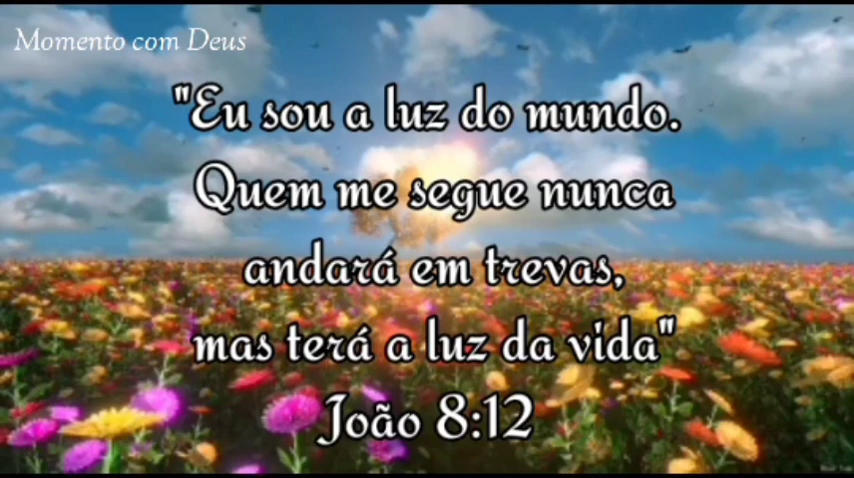 Momento com Deus
"Eu sou a luz do mundo.
Quem me segue nunca
andará em trevas,
mas terá a luz da vida"
João 8:12